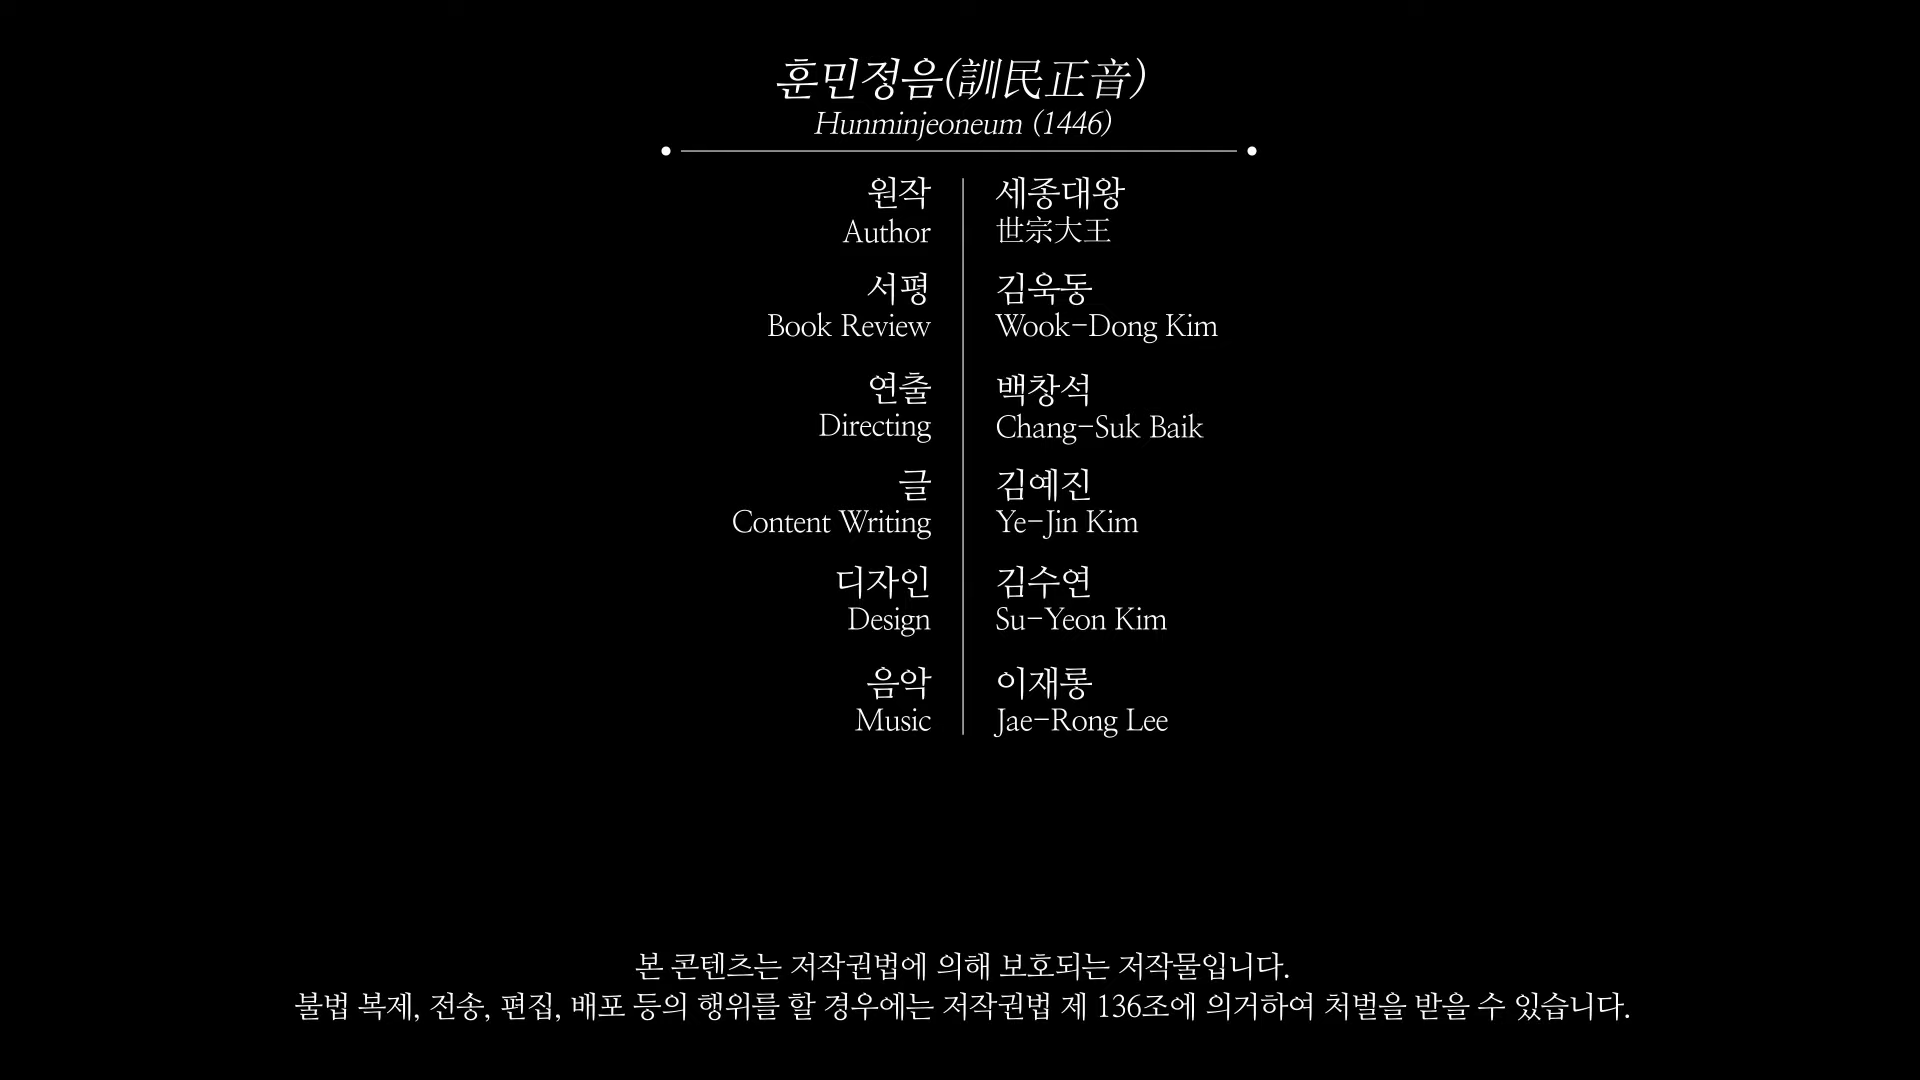 훈민정음(訓民正音)
Hunminjeoneum (1446)
원작 세종대왕
Author 世宗大王
서평 김욱동
Book Review Wook-Dong Kim
연출 백창석
Directing Chang-Suk Baik
글 김예진
Content Writing Ye-Jin Kim
디자인 김수연
Design Su-Yeon Kim
음악 이재롱
Music Jae-Rong Lee
본 콘텐츠는 저작권법에 의해 보호되는 저작물입니다.
불법 복제, 전송, 편집, 배포 등의 행위를 할 경우에는 저작권법 제 136조에 의거하여 처벌을 받을 수 있습니다.